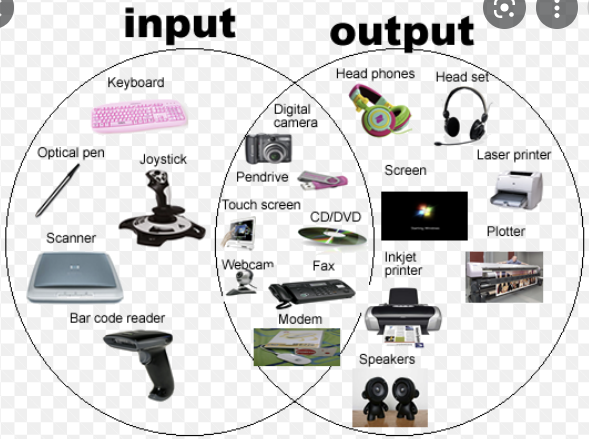 input
output
Keyboard
Head phones
Head set
Digital
camera
Optical pen
Joystick
Laser printer
Screen
Pendrive
Touch screen
CD/DVD
Scanner
Plotter
Webcam
Fax
Inkjet
printer
Bar code reader
Modem
Speakers